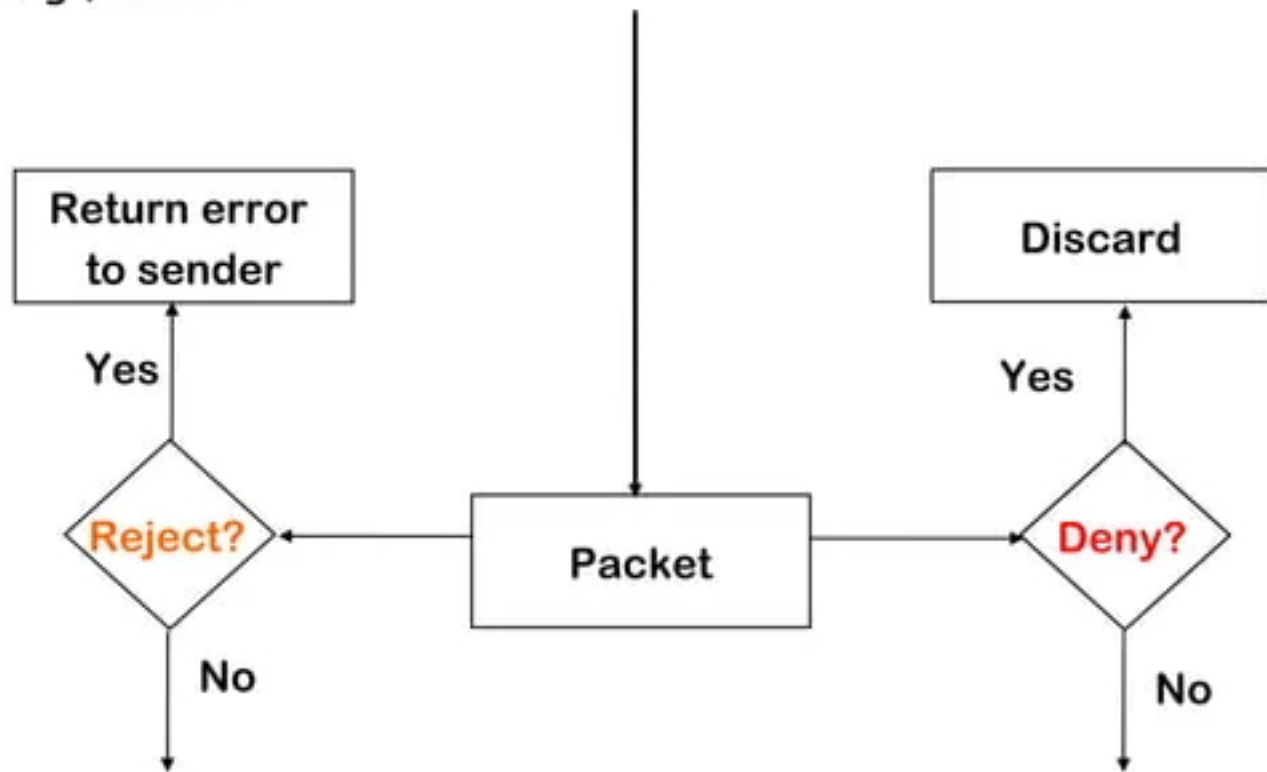 Return error
to sender
Discard
Yes
Yes
Reject?
Packet
Deny?
No
No